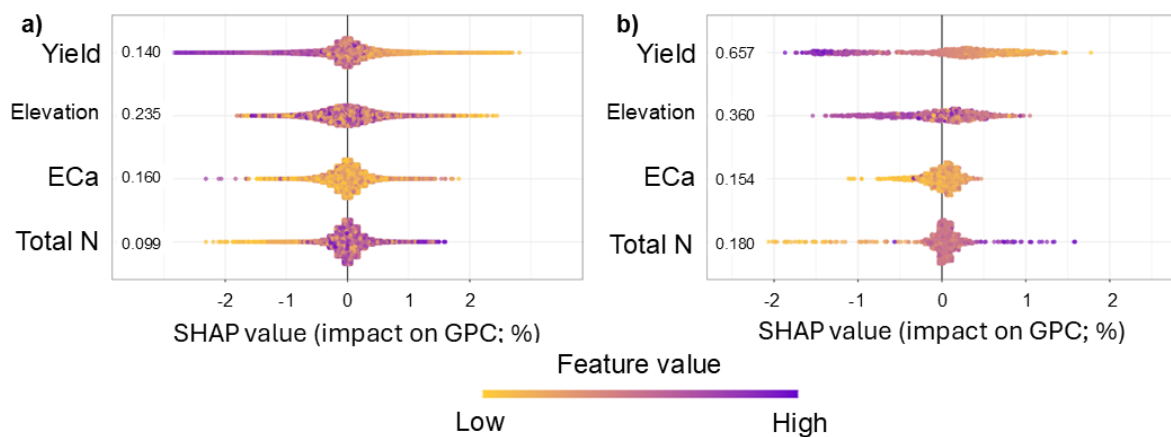 a)
Yield 0.140
Elevation 0.235
ECa 0.160
Total N 0.099
-2 -1 0 1 2
SHAP value (impact on GPC; %)
b)
Yield 0.657
Elevation 0.360
ECa 0.154
Total N 0.180
-2 -1 0 1 2
SHAP value (impact on GPC; %)
Feature value
Low High